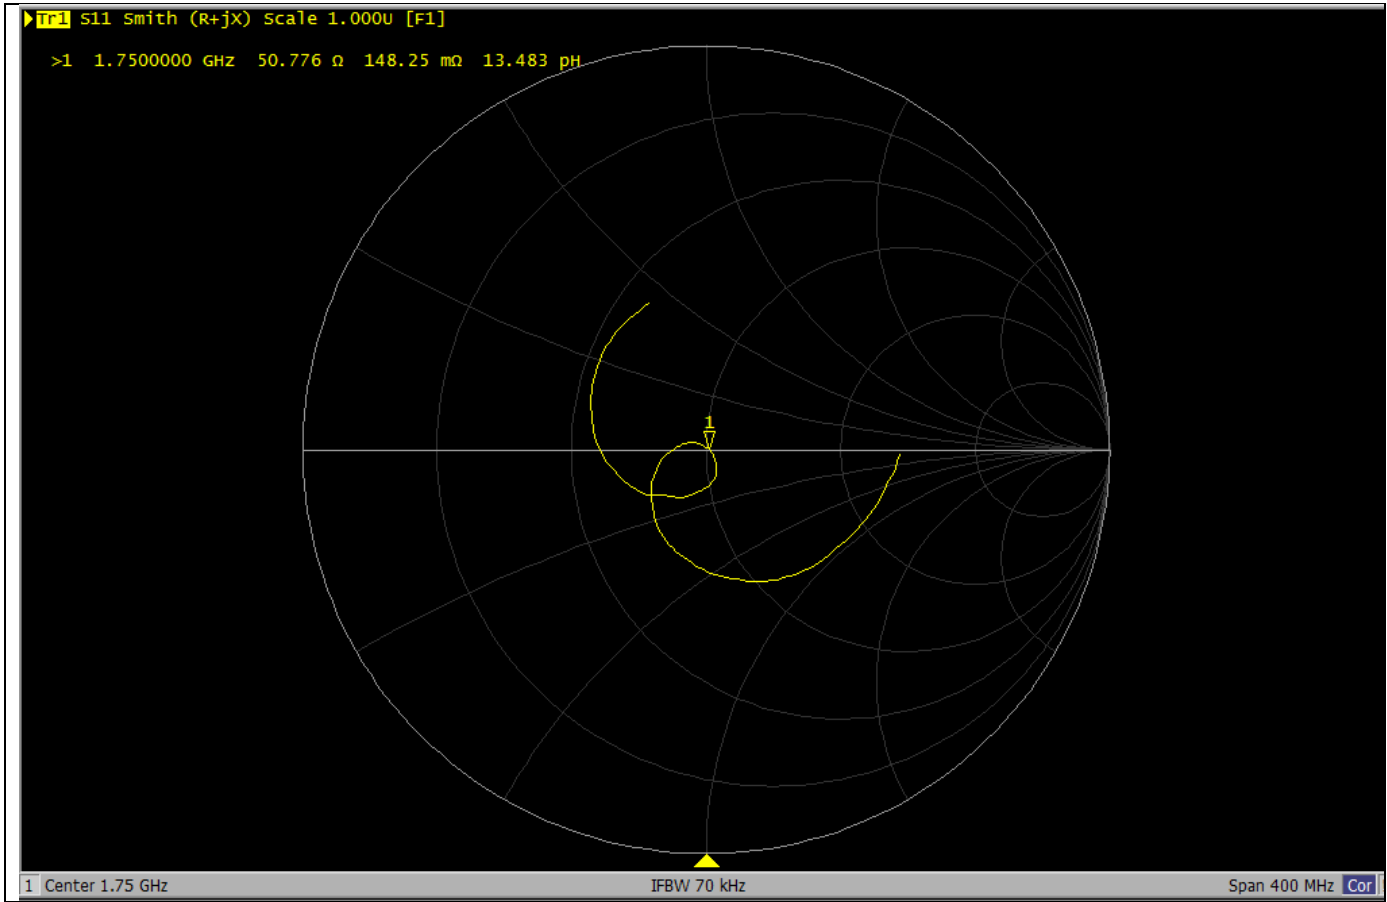 Tr1 S11 Smith (R+jX) Scale 1.000U [F1]
>1 1.7500000 GHz 50.776 Ω 148.25 mΩ 13.483 pH
1
1 Center 1.75 GHz IFBW 70 kHz Span 400 MHz Cor